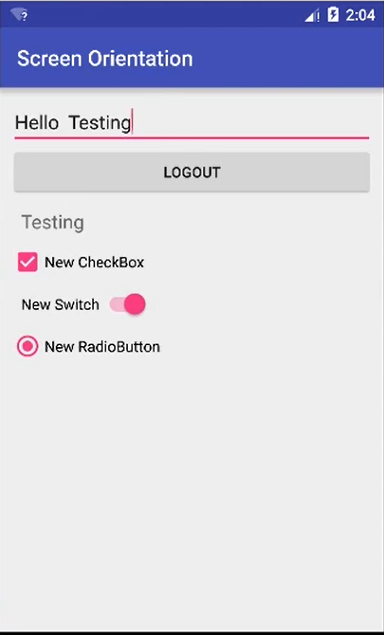 2:04
Screen Orientation
Hello Testing
LOGOUT
Testing
New CheckBox
New Switch
New RadioButton